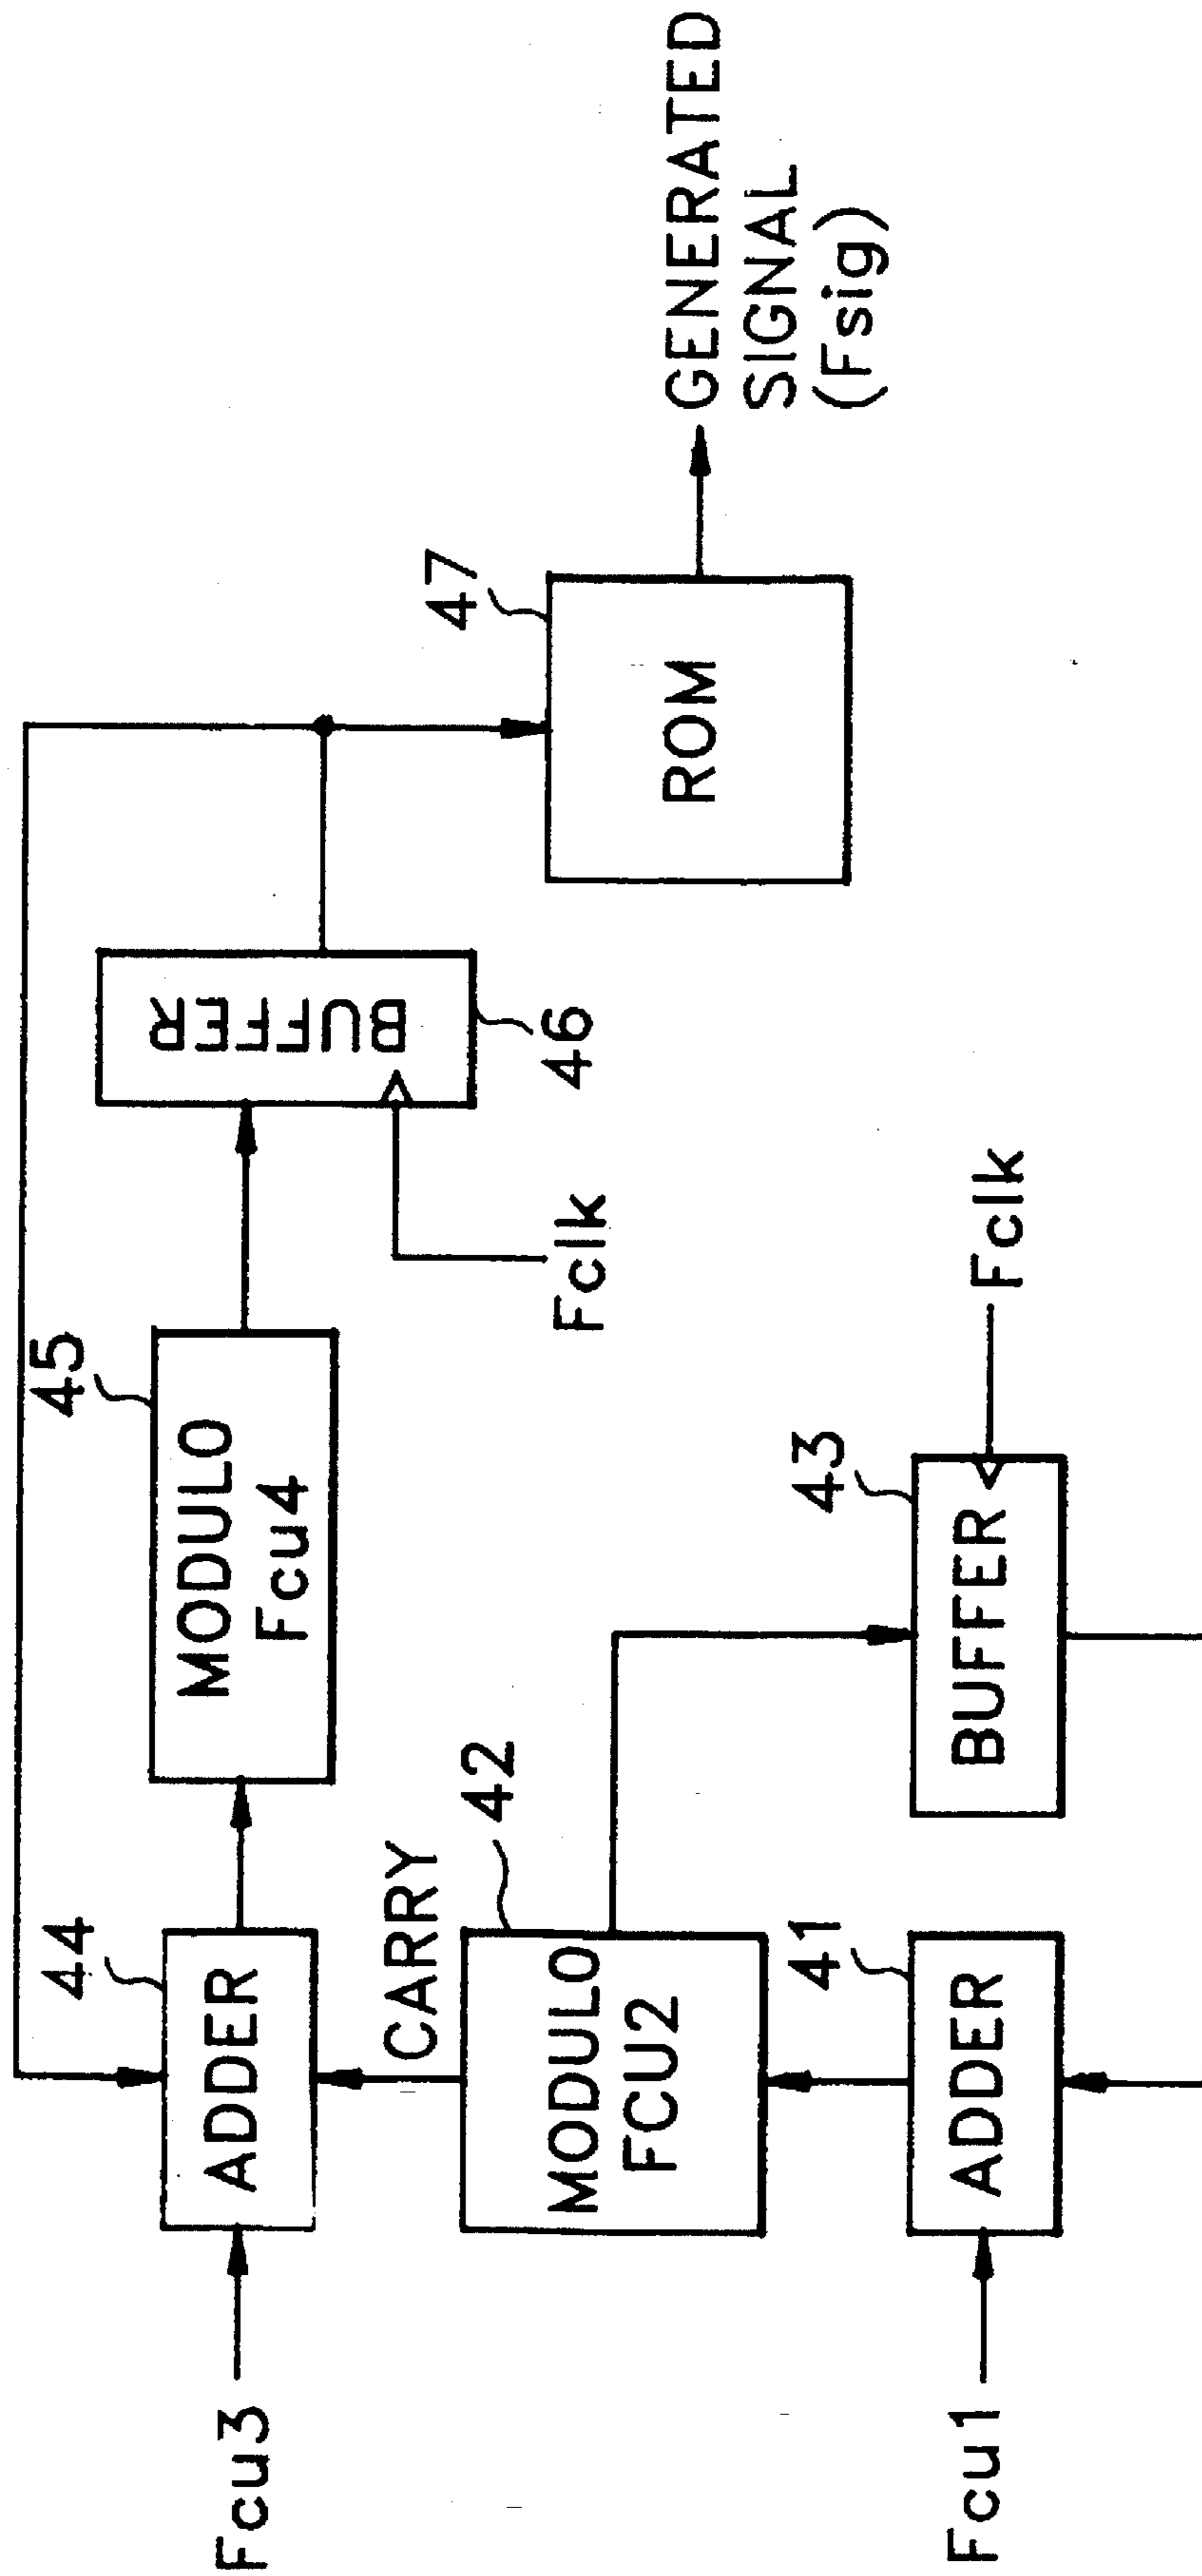 Fcu3
44
ADDER
CARRY
45
MODULO
Fcu4
BUFFER
46
Fclk
47
ROM
GENERATED
SIGNAL
(Fsig)
42
MODULO
FCU2
Fcu1
41
ADDER
43
BUFFER
Fclk